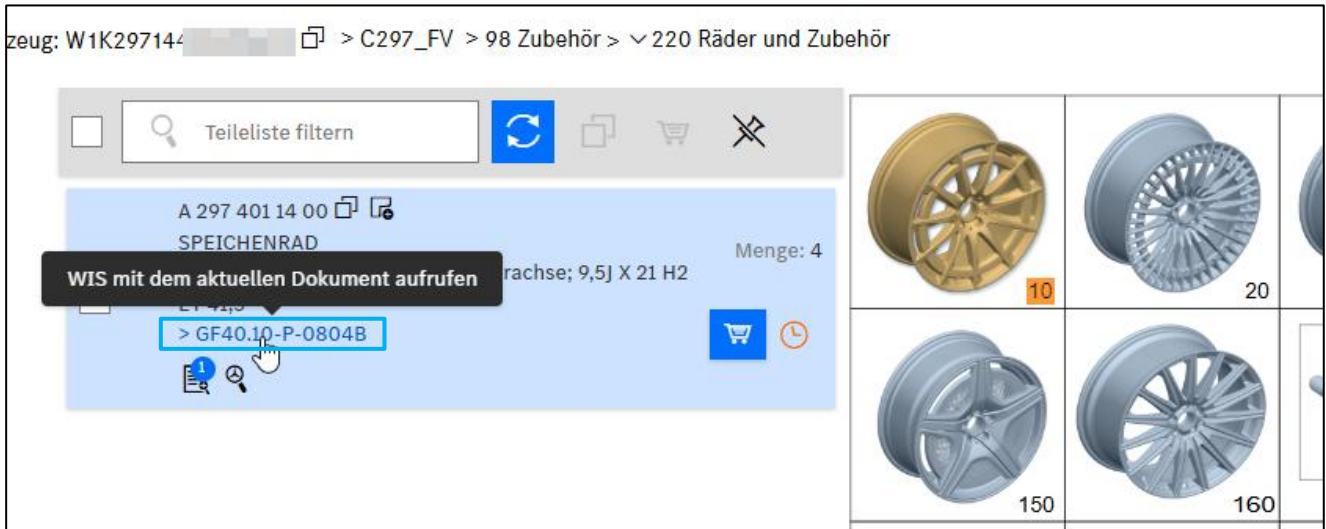 zeug: W1K297144 > C297_FV > 98 Zubehör > 220 Räder und Zubehör
Teileliste filtern
A 297 401 14 00
SPEICHENRAD
Menge: 4
WIS mit dem aktuellen Dokument aufrufen
rachse; 9,5J X 21 H2
> GF40.10-P-0804B
1
10
20
150
160